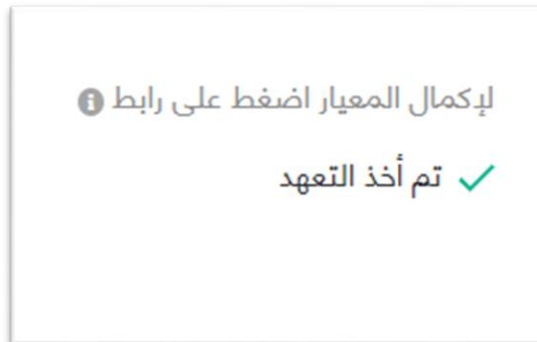 لإكمال المعيار اضغط على رابط
تم أخذ التعهد